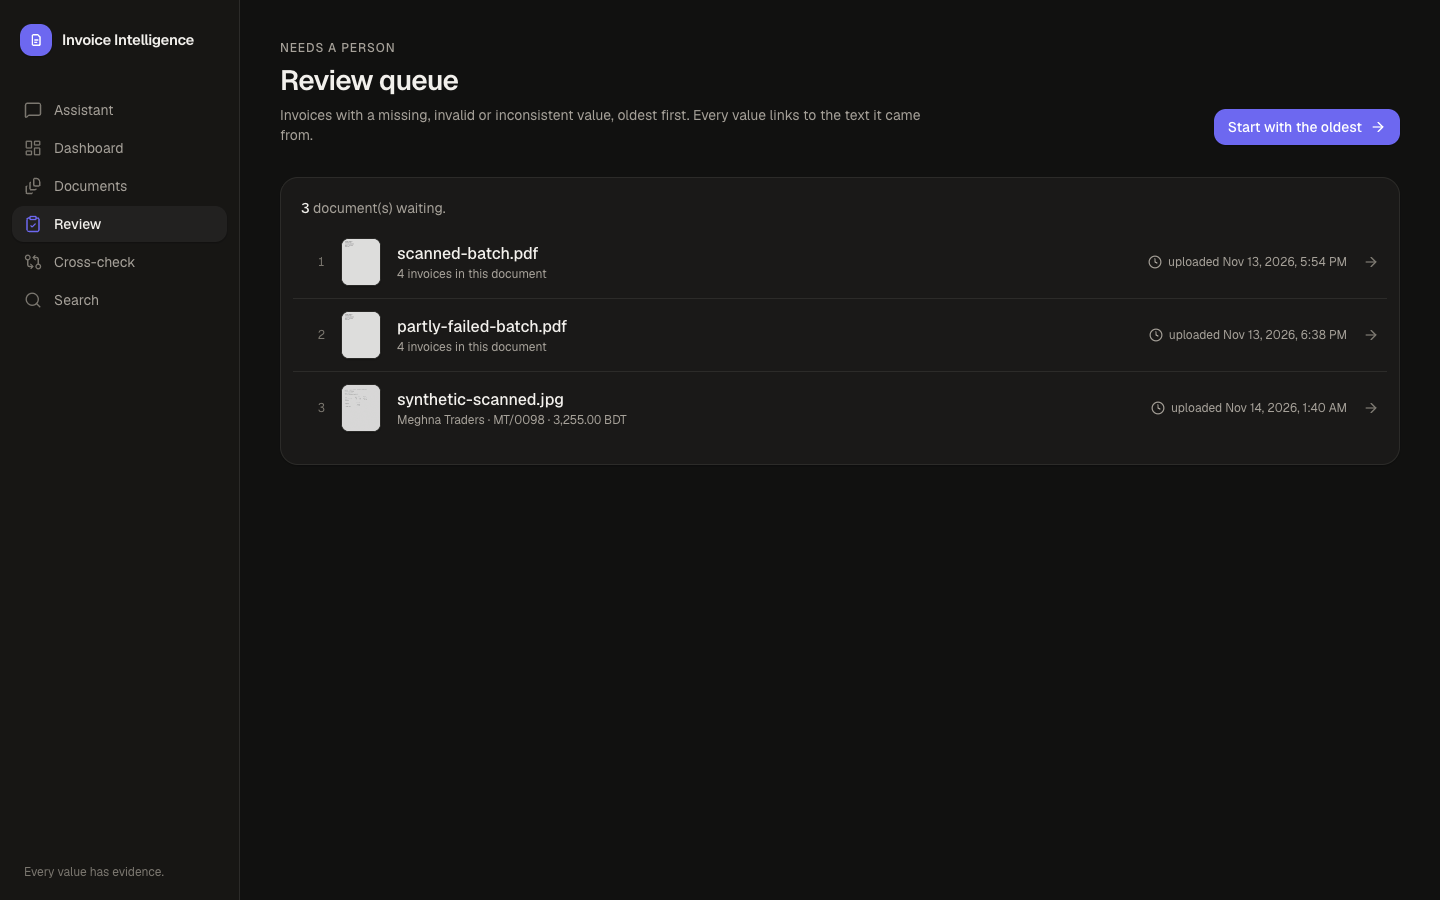 Invoice Intelligence
Assistant
Dashboard
Documents
Review
Cross-check
Search
Every value has evidence.
NEEDS A PERSON
Review queue
Invoices with a missing, invalid or inconsistent value, oldest first. Every value links to the text it came
from.
Start with the oldest
3 document(s) waiting.
1
scanned-batch.pdf
4 invoices in this document
uploaded Nov 13, 2026, 5:54 PM
2
partly-failed-batch.pdf
4 invoices in this document
uploaded Nov 13, 2026, 6:38 PM
3
synthetic-scanned.jpg
Meghna Traders · MT/0098 · 3,255.00 BDT
uploaded Nov 14, 2026, 1:40 AM